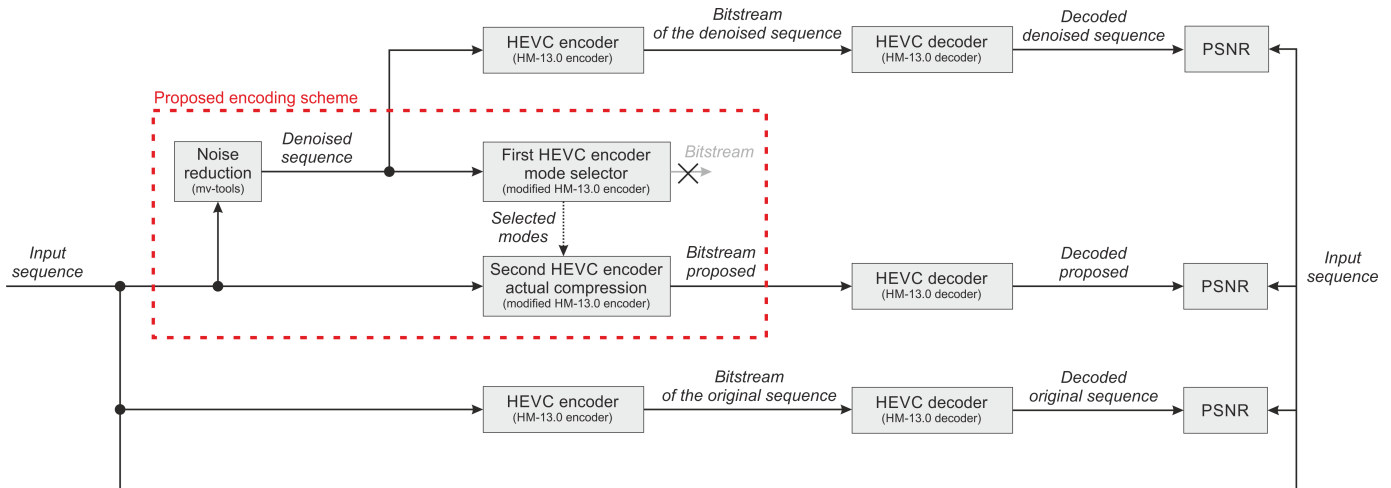 Bitstream
of the denoised sequence
Decoded
denoised sequence
HEVC encoder
(HM-13.0 encoder)
HEVC decoder
(HM-13.0 decoder)
PSNR
Proposed encoding scheme
Noise
reduction
(mv-tools)
Denoised
sequence
First HEVC encoder
mode selector
(modified HM-13.0 encoder)
Bitstream
Selected
modes
Input
sequence
Second HEVC encoder
actual compression
(modified HM-13.0 encoder)
Bitstream
proposed
HEVC decoder
(HM-13.0 decoder)
Decoded
proposed
PSNR
Input
sequence
HEVC encoder
(HM-13.0 encoder)
Bitstream
of the original sequence
HEVC decoder
(HM-13.0 decoder)
Decoded
original sequence
PSNR